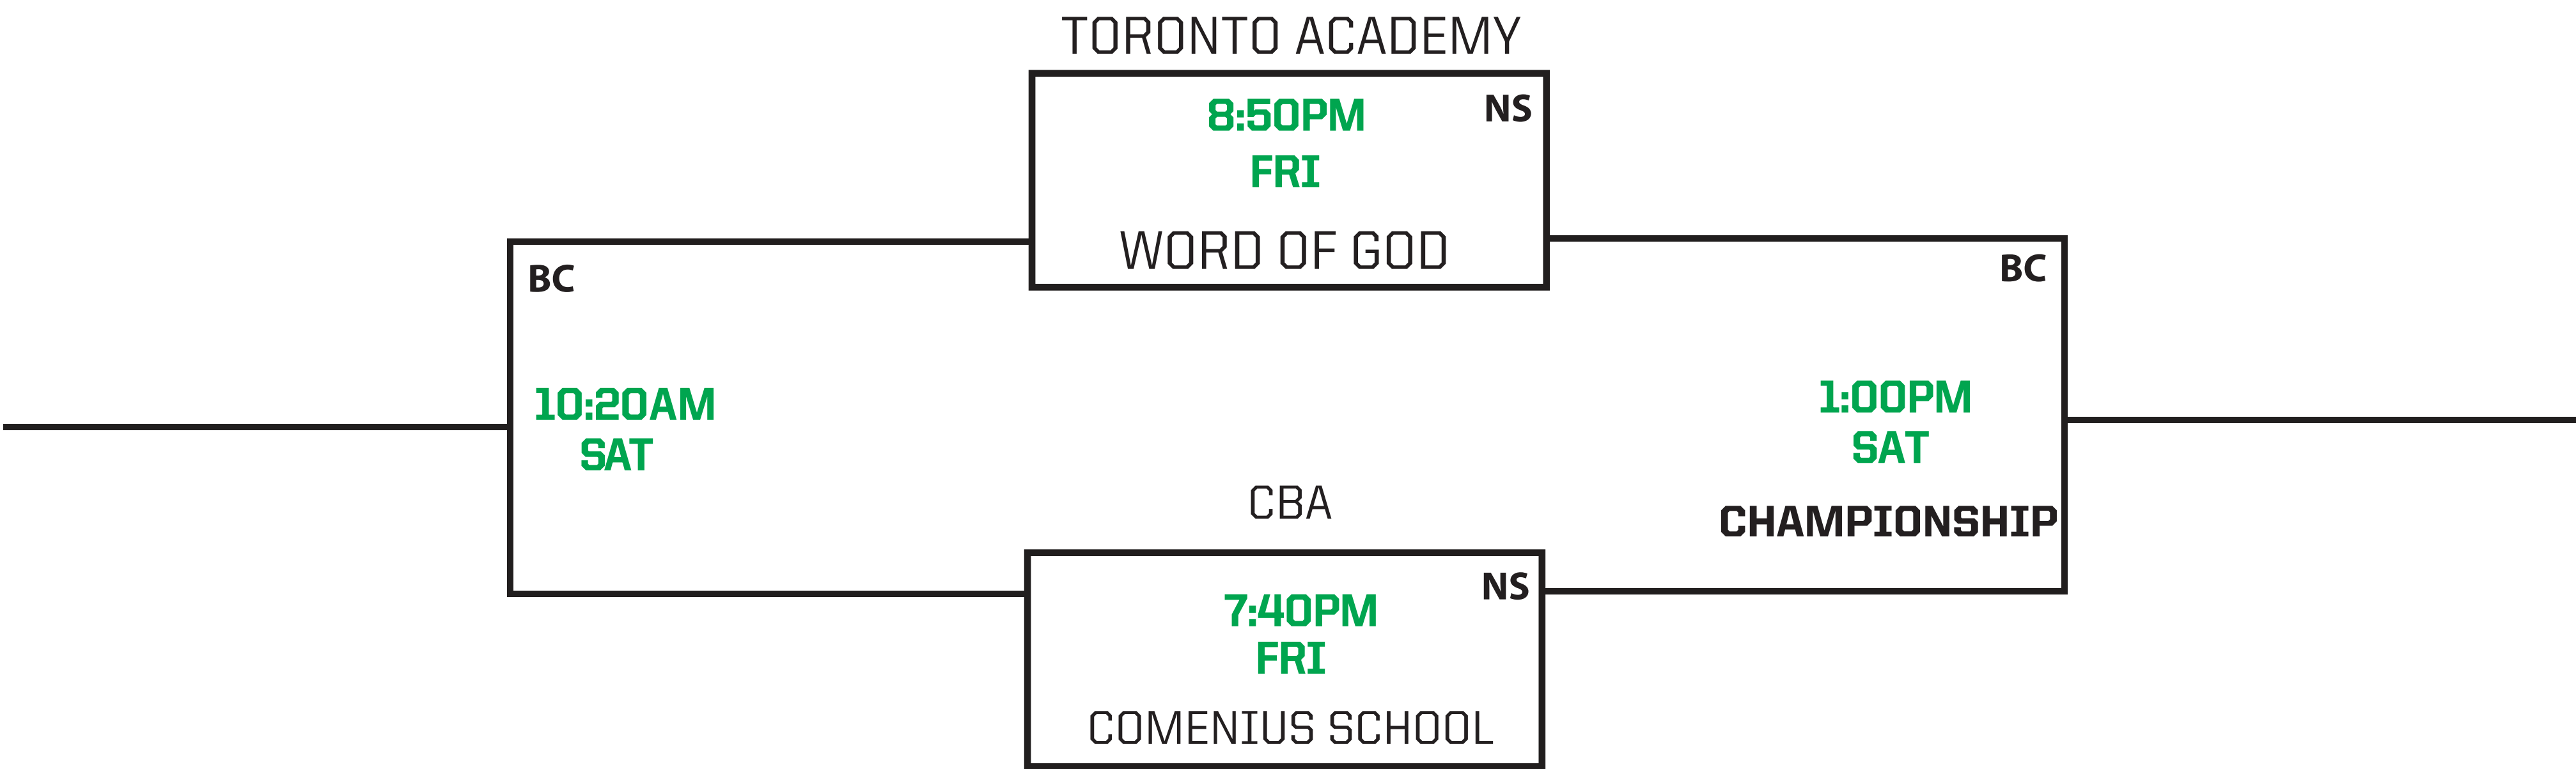 TORONTO ACADEMY
8:50PM
NS
FRI
WORD OF GOD
BC
10:20AM
SAT
BC
1:00PM
SAT
CHAMPIONSHIP
CBA
NS
7:40PM
FRI
COMENIUS SCHOOL